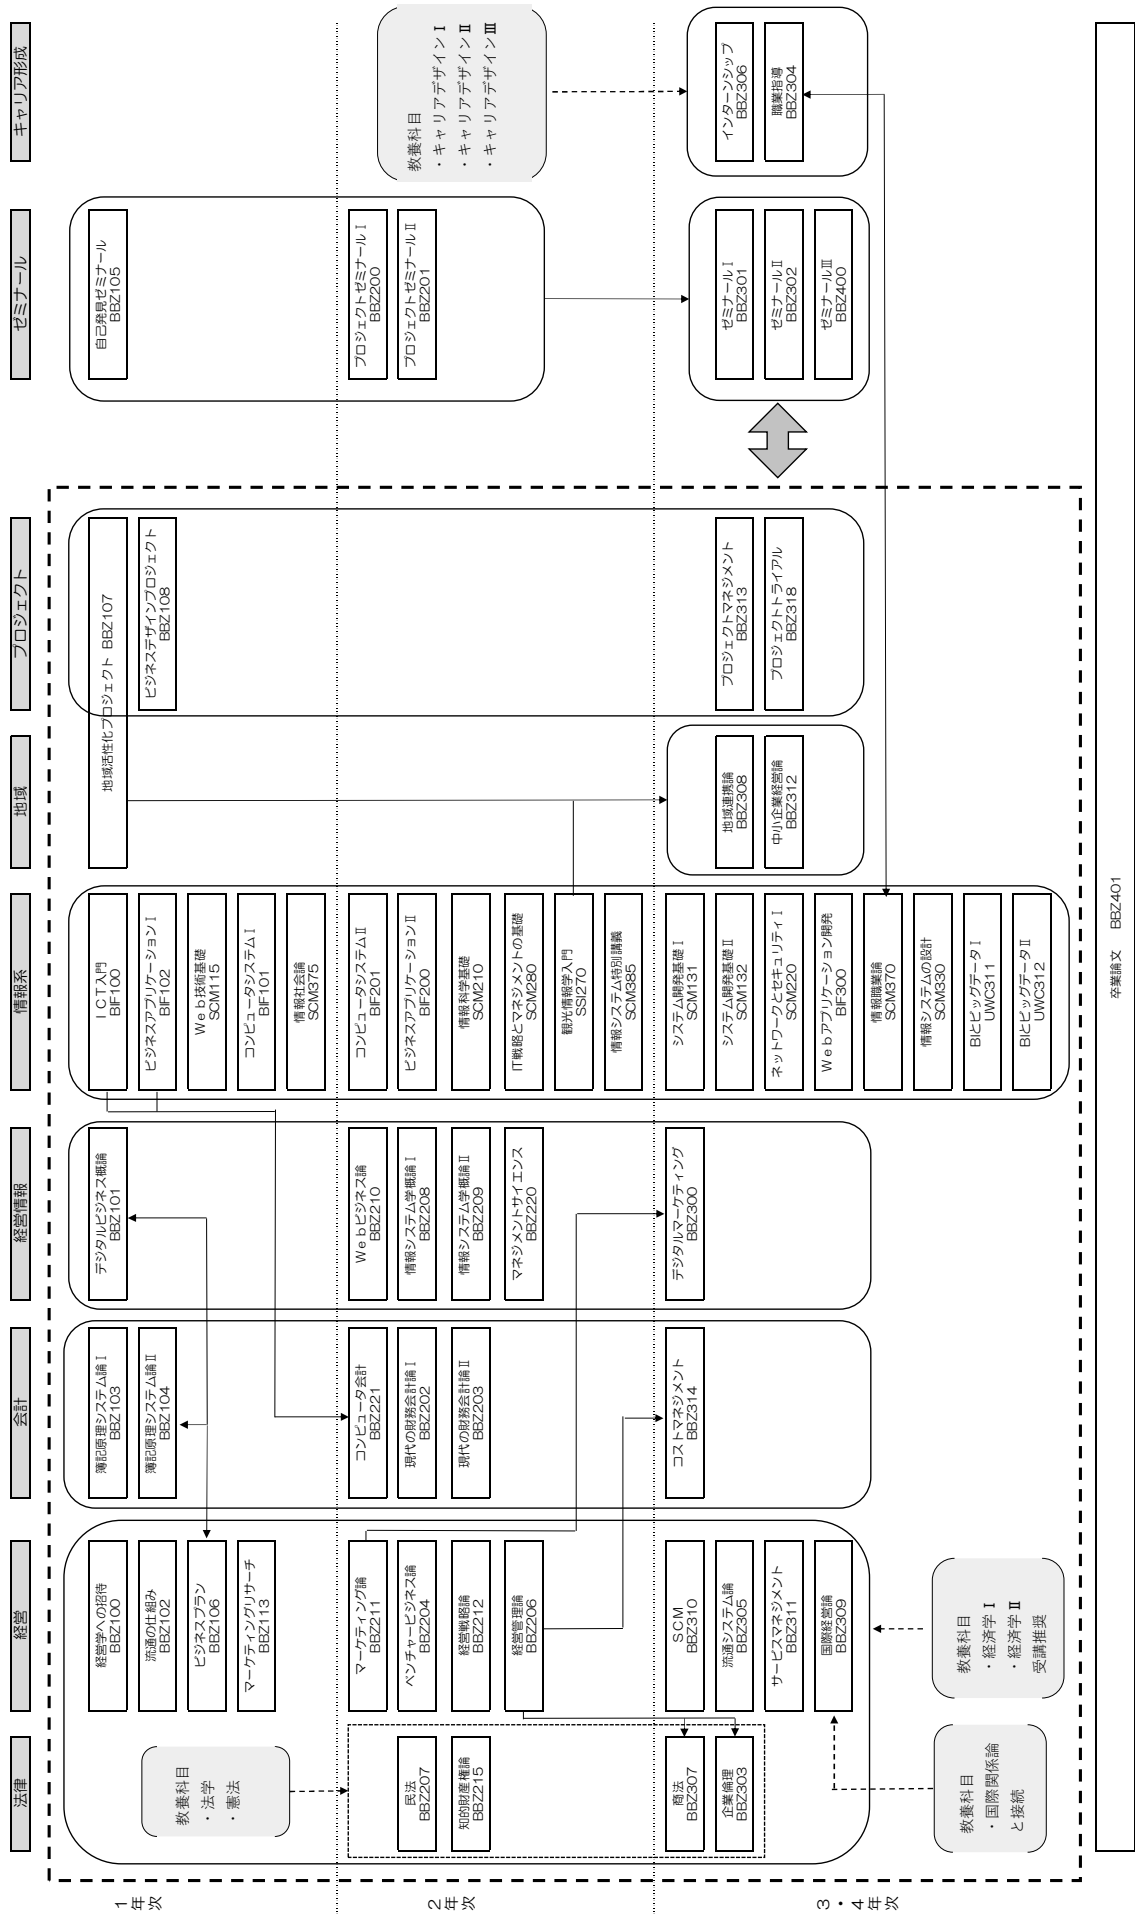 法律
経営
会計
経営情報
情報系
地域
プロジェクト
ゼミナール
キャリア形成
1年次
教養科目
・法学
・憲法
経営学への招待
BBZ100
流通の仕組み
BBZ102
ビジネスプラン
BBZ106
マーケティングリサーチ
BBZ113
簿記原理システム論Ⅰ
BBZ103
簿記原理システム論Ⅱ
BBZ104
デジタルビジネス概論
BBZ101
ICT入門
BIF100
ビジネスアプリケーションⅠ
BIF102
Web技術基礎
SCM115
コンピュータシステムⅠ
BIF101
情報社会論
SCM375
地域活性化プロジェクト BBZ107
ビジネスデザインプロジェクト
BBZ108
自己発見ゼミナール
BBZ105
2年次
民法
BBZ207
知的財産権論
BBZ215
マーケティング論
BBZ211
ベンチャービジネス論
BBZ204
経営戦略論
BBZ212
経営管理論
BBZ206
コンピュータ会計
BBZ221
現代の財務会計論Ⅰ
BBZ202
現代の財務会計論Ⅱ
BBZ203
Webビジネス論
BBZ210
情報システム学概論Ⅰ
BBZ208
情報システム学概論Ⅱ
BBZ209
マネジメントサイエンス
BBZ220
コンピュータシステムⅡ
BIF201
ビジネスアプリケーションⅡ
BIF200
情報科学基礎
SCM210
IT戦略とマネジメントの基礎
SCM280
観光情報学入門
SSI270
情報システム特別講義
SCM385
プロジェクトゼミナールⅠ
BBZ200
プロジェクトゼミナールⅡ
BBZ201
教養科目
・キャリアデザインⅠ
・キャリアデザインⅡ
・キャリアデザインⅢ
3・4年次
商法
BBZ307
企業倫理
BBZ303
SCM
BBZ310
流通システム論
BBZ305
サービスマネジメント
BBZ311
国際経営論
BBZ309
コストマネジメント
BBZ314
デジタルマーケティング
BBZ300
システム開発基礎Ⅰ
SCM131
システム開発基礎Ⅱ
SCM132
ネットワークとセキュリティⅠ
SCM220
Webアプリケーション開発
BIF300
情報職業論
SCM370
情報システムの設計
SCM330
BIとビッグデータⅠ
UWC311
BIとビッグデータⅡ
UWC312
地域連携論
BBZ308
中小企業経営論
BBZ312
プロジェクトマネジメント
BBZ313
プロジェクトトライアル
BBZ318
ゼミナールⅠ
BBZ301
ゼミナールⅡ
BBZ302
ゼミナールⅢ
BBZ400
インターンシップ
BBZ306
職業指導
BBZ304
教養科目
・国際関係論
と接続
教養科目
・経済学Ⅰ
・経済学Ⅱ
受講推奨
卒業論文 BBZ401